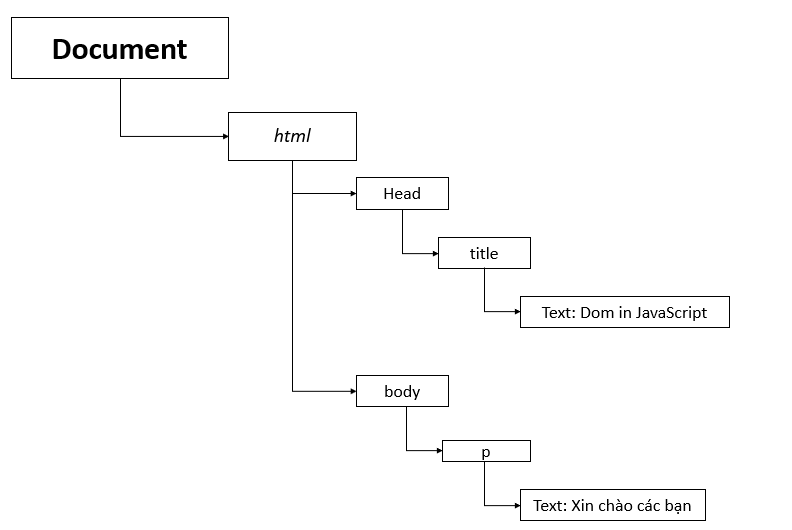 Document
html
Head
title
Text: Dom in JavaScript
body
p
Text: Xin chào các bạn